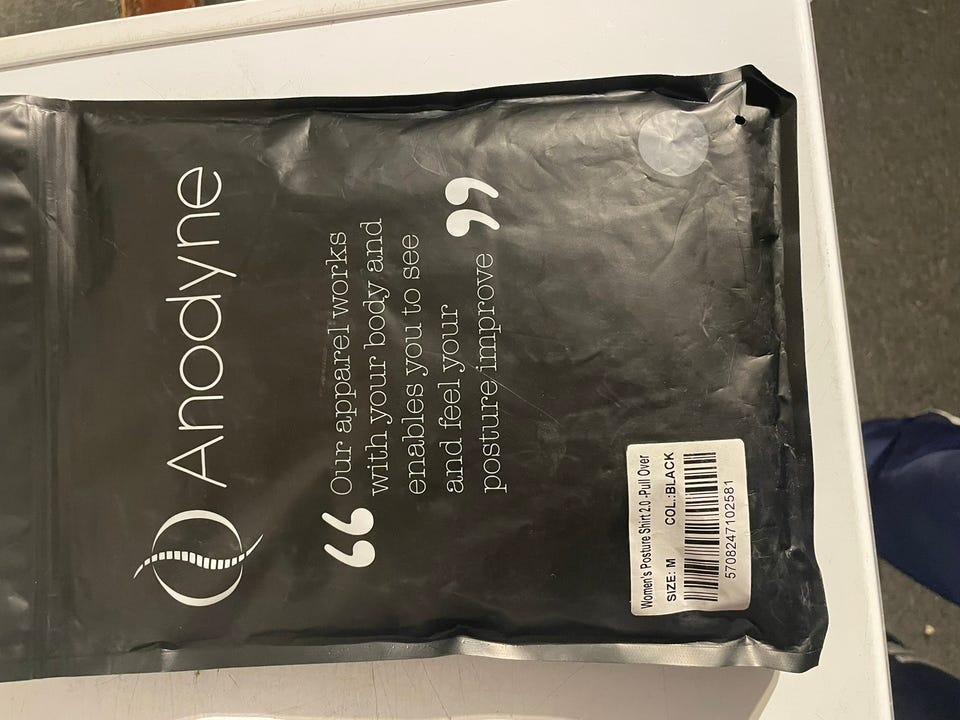 Anodyne
“ Our apparel works
with your body and
enables you to see
and feel your
posture improve ”
Women's Posture Shirt 2.0 -Pull Over
SIZE: M COL.:BLACK
5708247102581